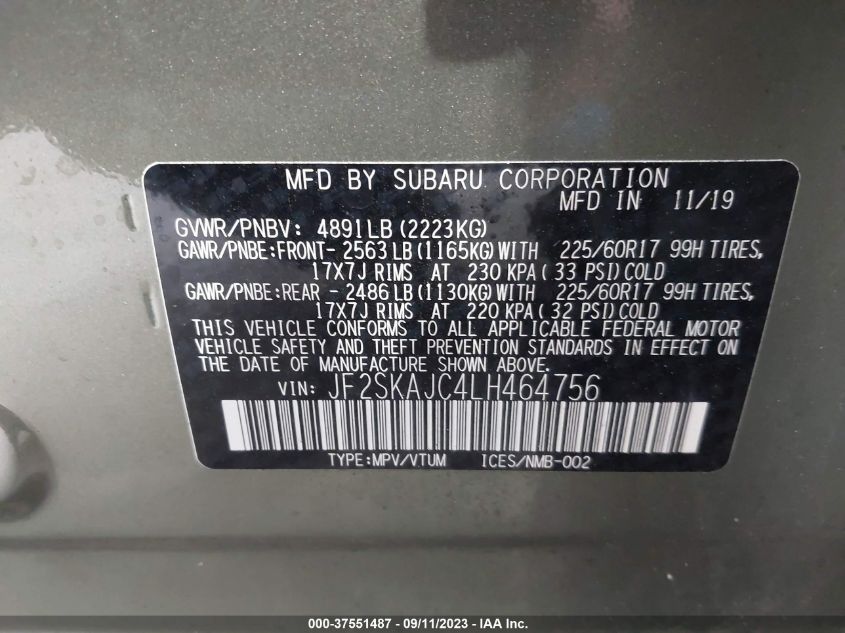 MFD BY SUBARU CORPORATION
MFD IN 11/19
GVWR/PNBV: 4891LB (2223KG)
GAWR/PNBE:FRONT- 2563LB (1165KG) WITH 225/60R17 99H TIRES,
17X7J RIMS AT 230 KPA( 33 PSI) COLD
GAWR/PNBE:REAR - 2486LB (1130KG) WITH 225/60R17 99H TIRES,
17X7J RIMS AT 220 KPA( 32 PSI) COLD
THIS VEHICLE CONFORMS TO ALL APPLICABLE FEDERAL MOTOR
VEHICLE SAFETY AND THEFT PREVENTION STANDARDS IN EFFECT ON
THE DATE OF MANUFACTURE SHOWN ABOVE.
VIN: JF2SKAJC4LH464756
TYPE:MPV/VTUM ICES/NMB-002
000-37551487 - 09/11/2023 - IAA Inc.